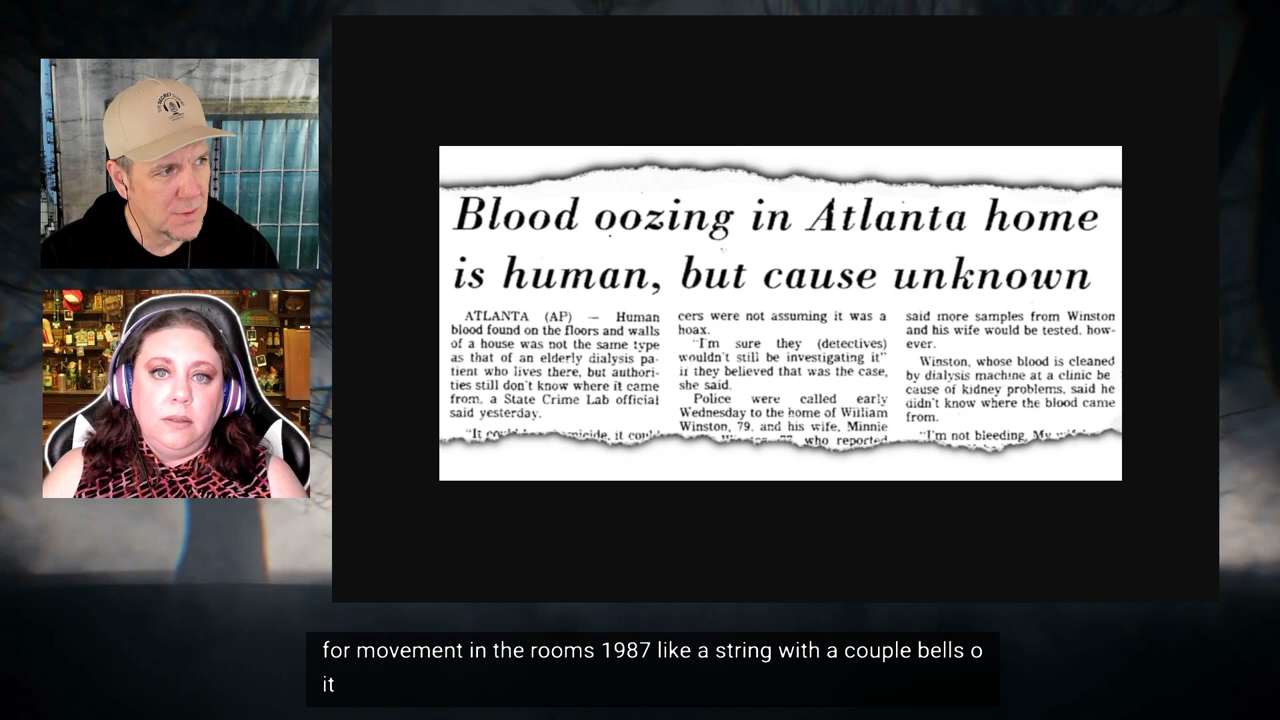 Blood oozing in Atlanta home
is human, but cause unknown
ATLANTA (AP) — Human
blood found on the floors and walls
of a house was not the same type
as that of an elderly dialysis pa-
tient who lives there, but authori-
ties still don't know where it came
from, a State Crime Lab official
said yesterday.
"It could
cers were not assuming it was a
hoax.
"I'm sure they (detectives)
wouldn't still be investigating it"
if they believed that was the case,
she said.
Police were called early
Wednesday to the home of William
Winston, 79, and his wife, Minnie
who reported
said more samples from Winston
and his wife would be tested, how-
ever.
Winston, whose blood is cleaned
by dialysis machine at a clinic be
cause of kidney problems, said he
didn't know where the blood came
from.
"I'm not bleeding. My
for movement in the rooms 1987 like a string with a couple bells o
it